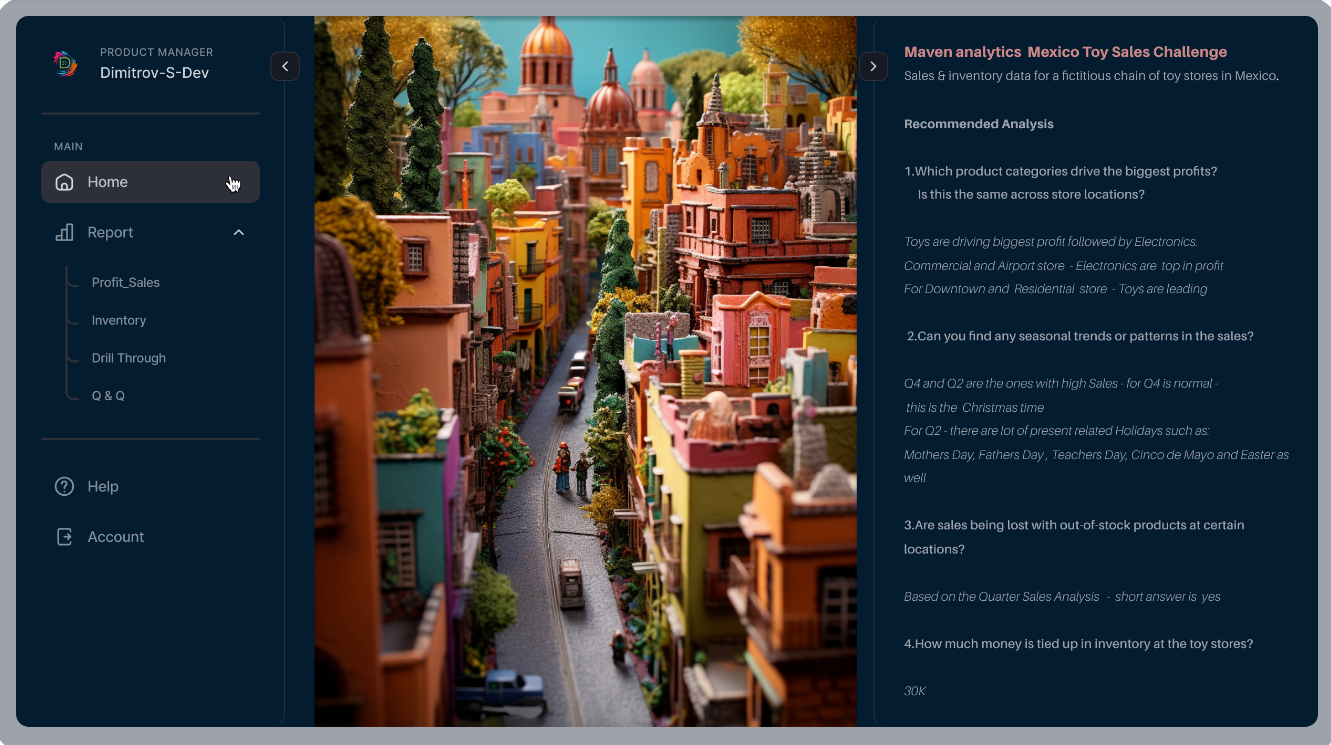 PRODUCT MANAGER
Dimitrov-S-Dev
MAIN
Home
Report
Profit_Sales
Inventory
Drill Through
Q & Q
Help
Account
Maven analytics  Mexico Toy Sales Challenge
Sales & inventory data for a fictitious chain of toy stores in Mexico.
Recommended Analysis
1.Which product categories drive the biggest profits?
Is this the same across store locations?
Toys are driving biggest profit followed by Electronics.
Commercial and Airport store  - Electronics are  top in profit
For Downtown and  Residential  store  - Toys are leading
2.Can you find any seasonal trends or patterns in the sales?
Q4 and Q2 are the ones with high Sales - for Q4 is normal -
this is the  Christmas time
For Q2 - there are lot of present related Holidays such as:
Mothers Day, Fathers Day ,  Teachers Day, Cinco de Mayo and Easter as
well
3.Are sales being lost with out-of-stock products at certain
locations?
Based on the Quarter Sales Analysis  -  short answer is  yes
4.How much money is tied up in inventory at the toy stores?
30K